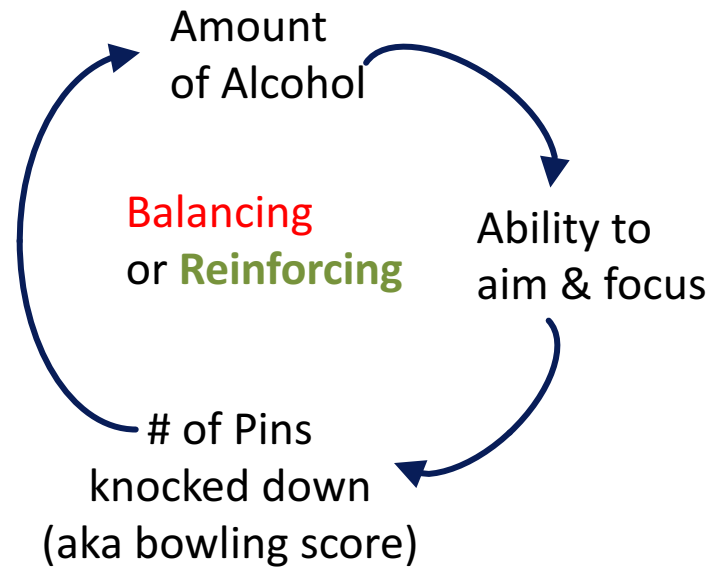 Amount
of Alcohol
Balancing
or Reinforcing
Ability to
aim & focus
# of Pins
knocked down
(aka bowling score)